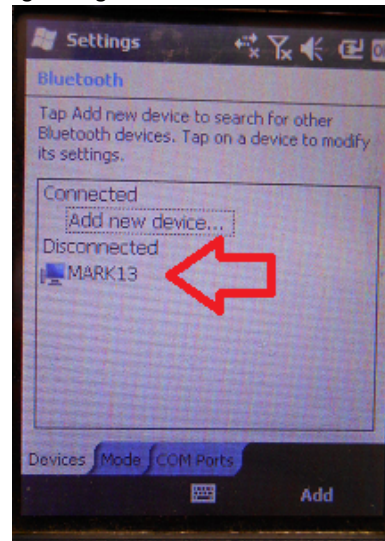 Settings
Bluetooth
Tap Add new device to search for other
Bluetooth devices. Tap on a device to modify
its settings.
Connected
Add new device...
Disconnected
MARK13
Devices Mode COM Ports
Add